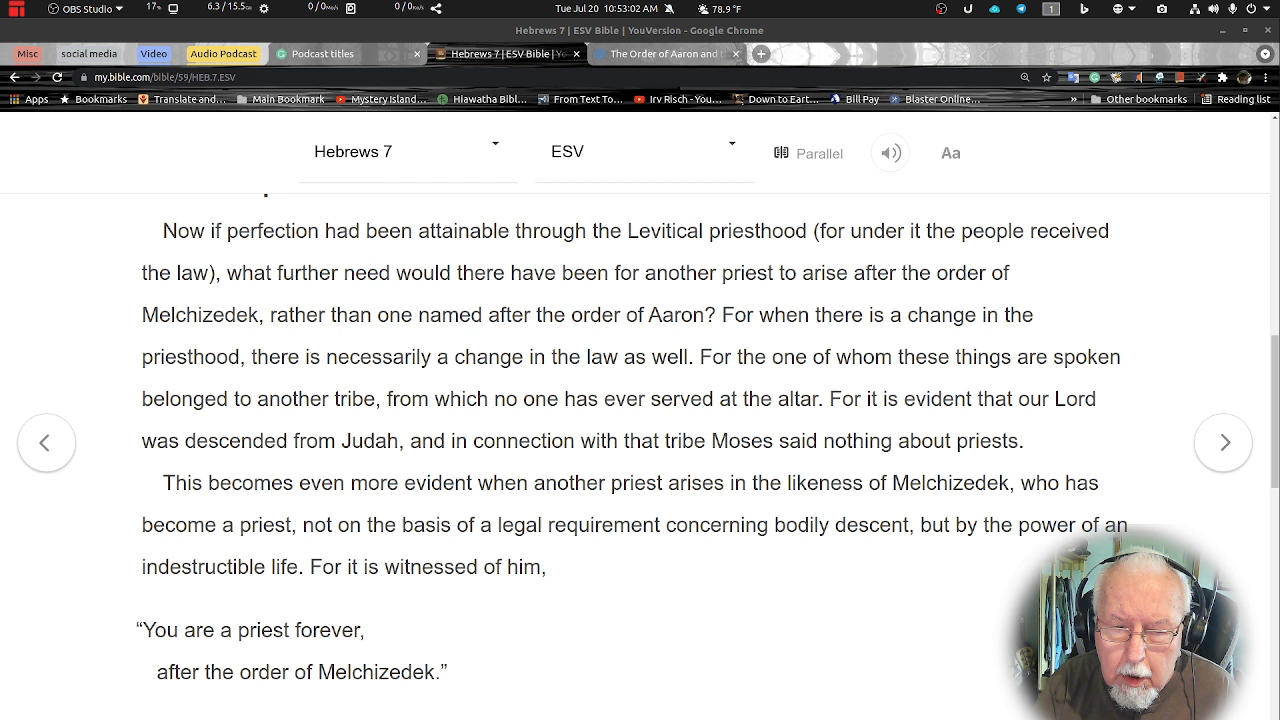 OBS Studio 17% 6.3 / 15.5GB 0 / 0M/s 0 / 0K/s Tue Jul 20 10:53:02 AM 78.9 °F 1
Hebrews 7 | ESV Bible | YouVersion - Google Chrome
Misc social media Video Audio Podcast Podcast titles × Hebrews 7 | ESV Bible | × The Order of Aaron and × +
my.bible.com/bible/59/HEB.7.ESV
Apps Bookmarks Translate and... Main Bookmark Mystery Island... Hiawatha Bibl... From Text To... Irv Risch - You... Down to Eart... Bill Pay Blaster Online... » Other bookmarks Reading list
Hebrews 7 ESV Parallel Aa
Now if perfection had been attainable through the Levitical priesthood (for under it the people received
the law), what further need would there have been for another priest to arise after the order of
Melchizedek, rather than one named after the order of Aaron? For when there is a change in the
priesthood, there is necessarily a change in the law as well. For the one of whom these things are spoken
belonged to another tribe, from which no one has ever served at the altar. For it is evident that our Lord
was descended from Judah, and in connection with that tribe Moses said nothing about priests.
This becomes even more evident when another priest arises in the likeness of Melchizedek, who has
become a priest, not on the basis of a legal requirement concerning bodily descent, but by the power of an
indestructible life. For it is witnessed of him,
“You are a priest forever,
after the order of Melchizedek.”